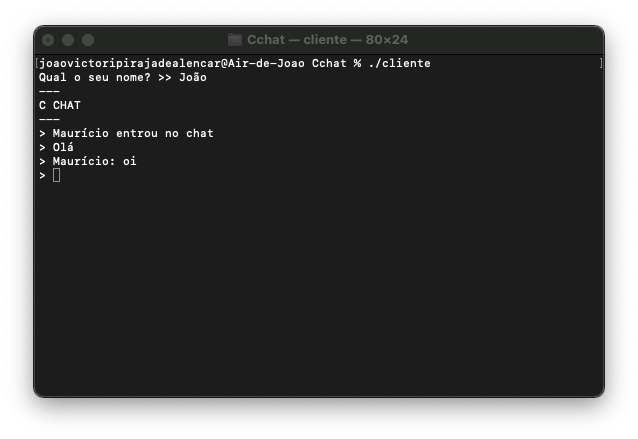 Cchat — cliente — 80×24
[joaovictoripirajadealencar@Air-de-Joao Cchat % ./cliente ]
Qual o seu nome? >> João
---
C CHAT
---
> Maurício entrou no chat
> Olá
> Maurício: oi
>